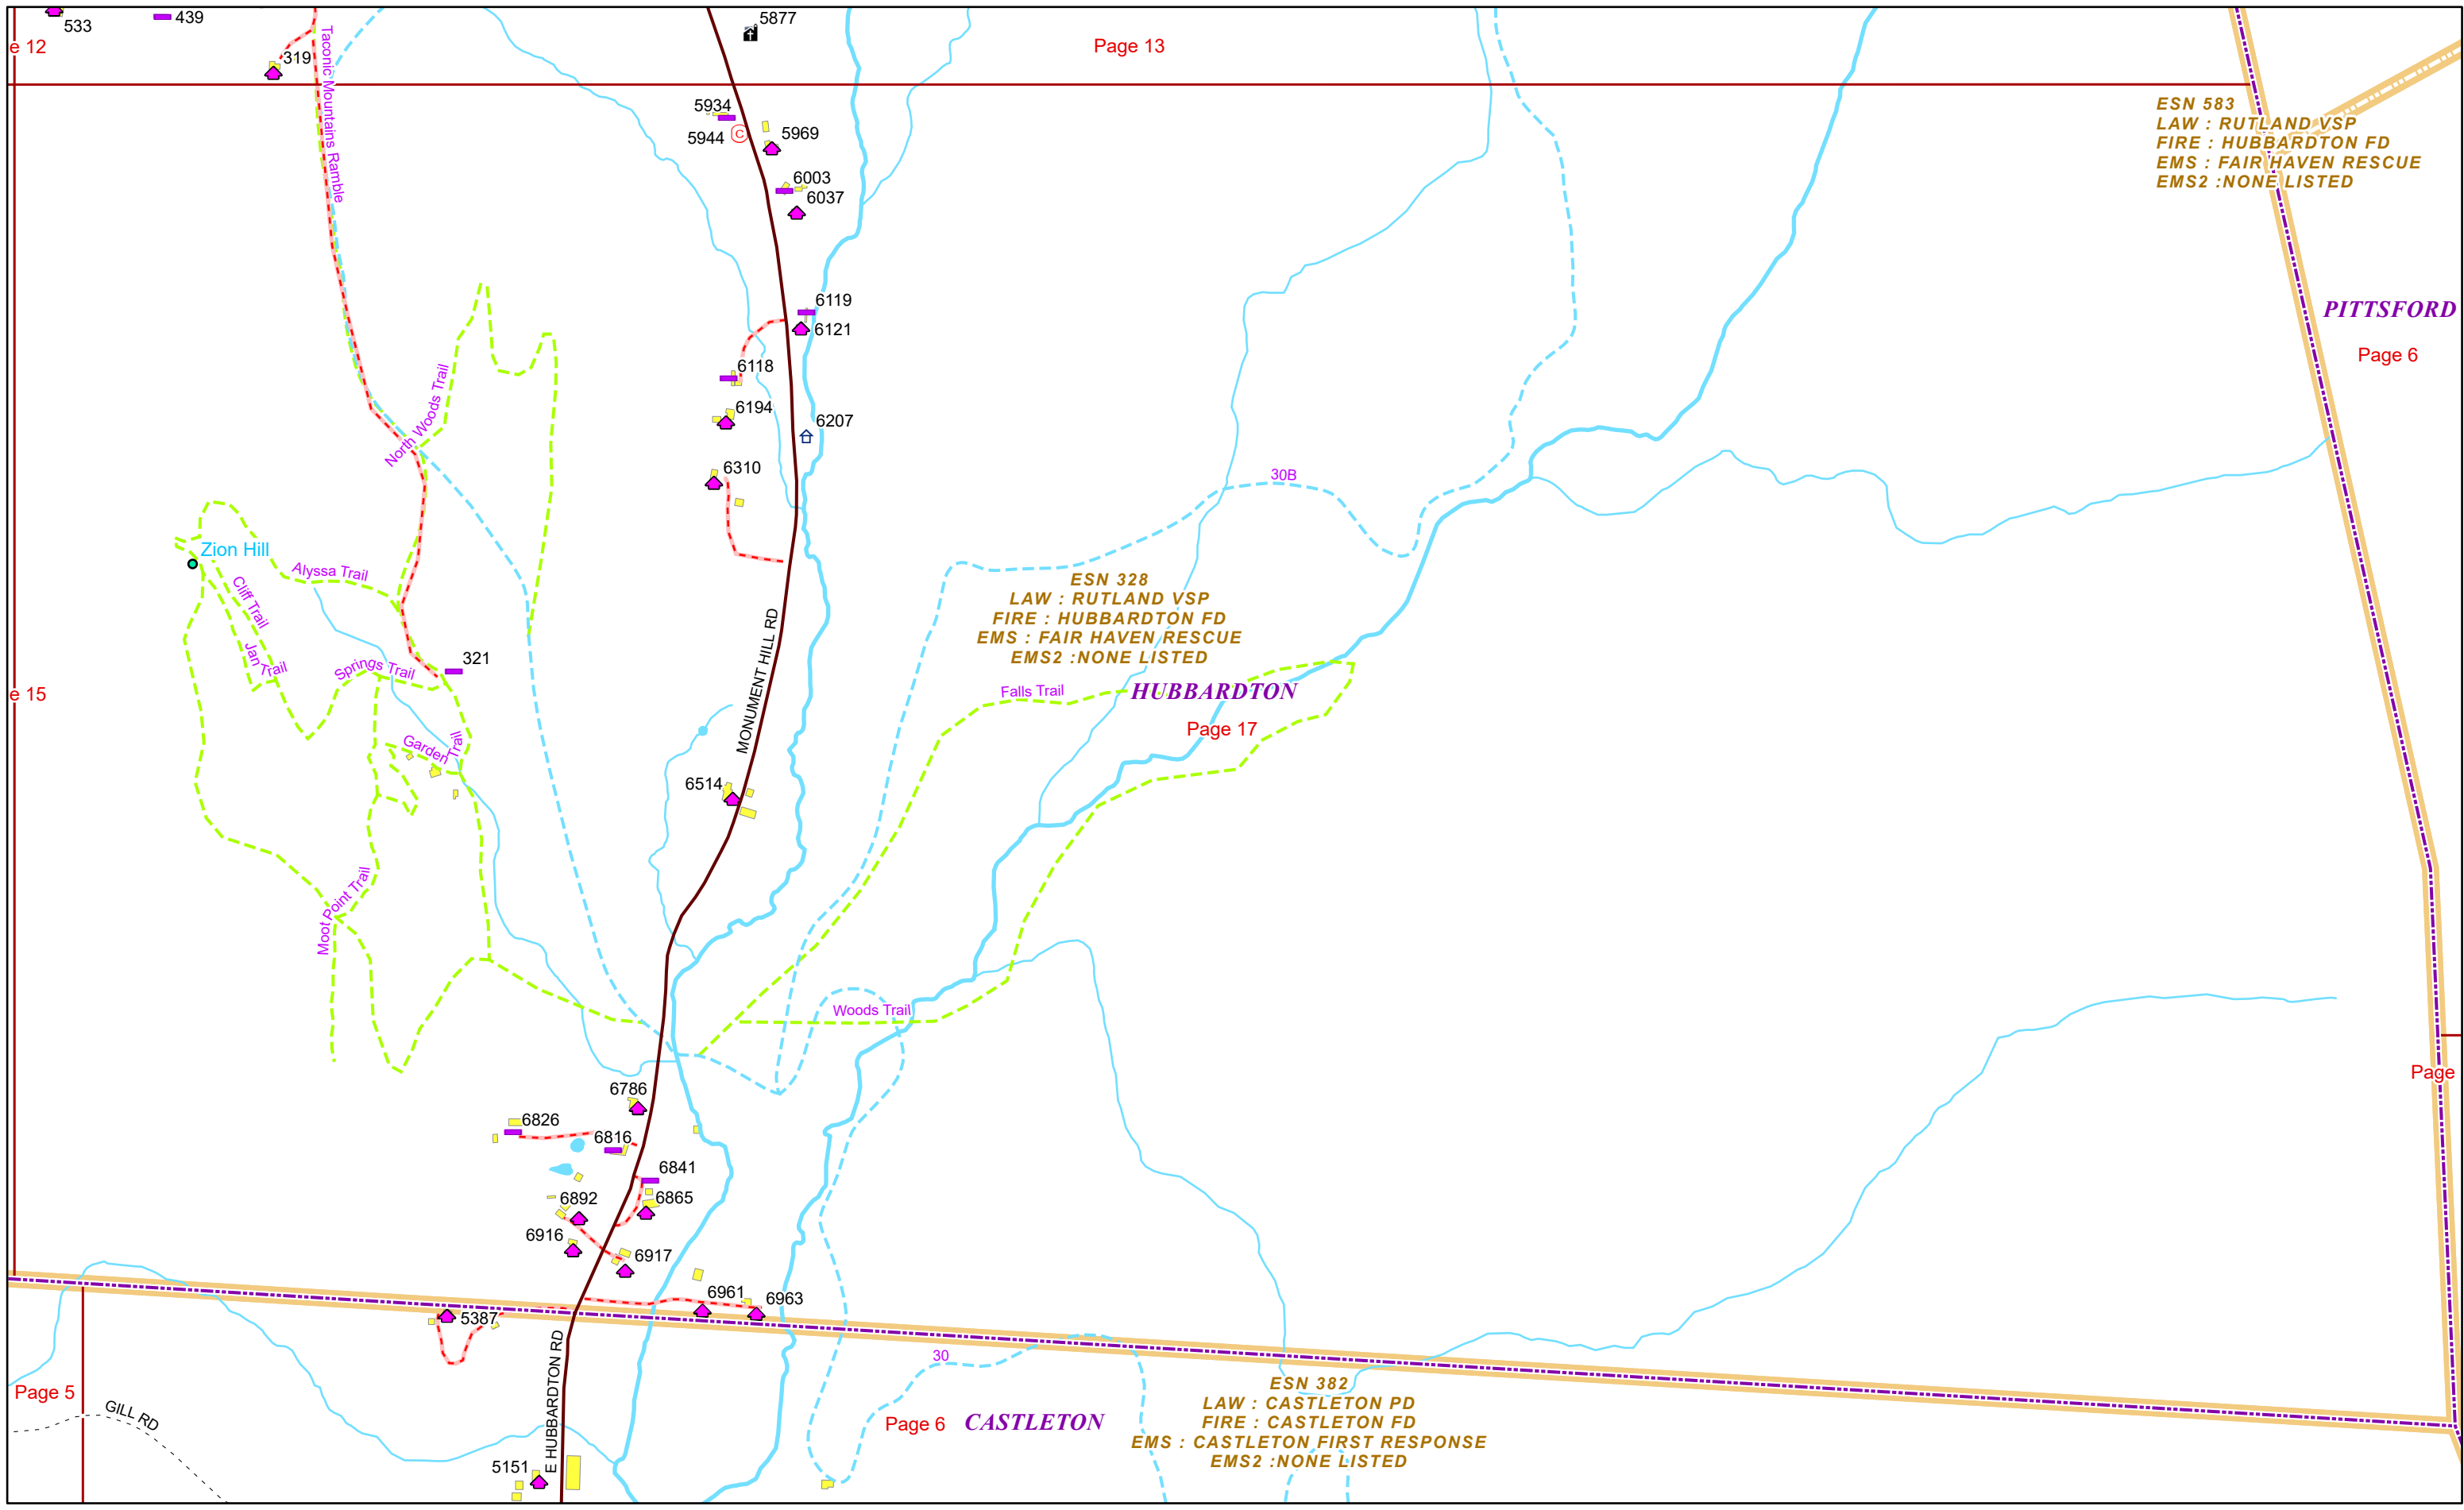 533
439
5877
Page 13
e 12
319
Taconic Mountains Ramble
5934
5944
C
5969
ESN 583
LAW : RUTLAND VSP
FIRE : HUBBARDTON FD
EMS : FAIR HAVEN RESCUE
EMS2 :NONE LISTED
6003
6037
6119
6121
PITTSFORD
Page 6
6118
6194
6207
North Woods Trail
6310
30B
Zion Hill
Alyssa Trail
Cliff Trail
Jan Trail
Springs Trail
321
MONUMENT HILL RD
ESN 328
LAW : RUTLAND VSP
FIRE : HUBBARDTON FD
EMS : FAIR HAVEN RESCUE
EMS2 :NONE LISTED
e 15
Falls Trail
HUBBARDTON
Page 17
Garden Trail
6514
Moot Point Trail
Woods Trail
Page
6786
6826
6816
6841
6892
6865
6916
6917
6961
6963
5387
E HUBBARDTON RD
30
Page 5
GILL RD
Page 6
CASTLETON
ESN 382
LAW : CASTLETON PD
FIRE : CASTLETON FD
EMS : CASTLETON FIRST RESPONSE
EMS2 :NONE LISTED
5151